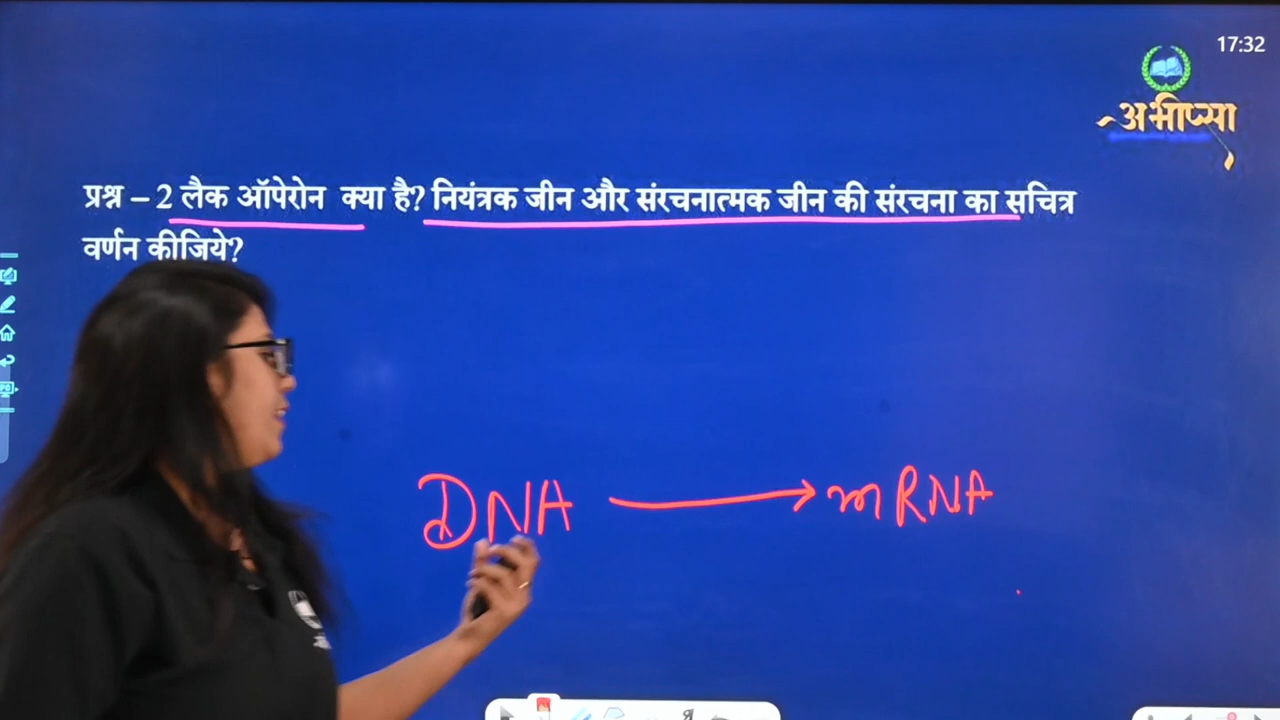 17:32
अभीप्सा
प्रश्न – 2 लैक ऑपेरोन क्या है? नियंत्रक जीन और संरचनात्मक जीन की संरचना का सचित्र
वर्णन कीजिये?
DNA → mRNA